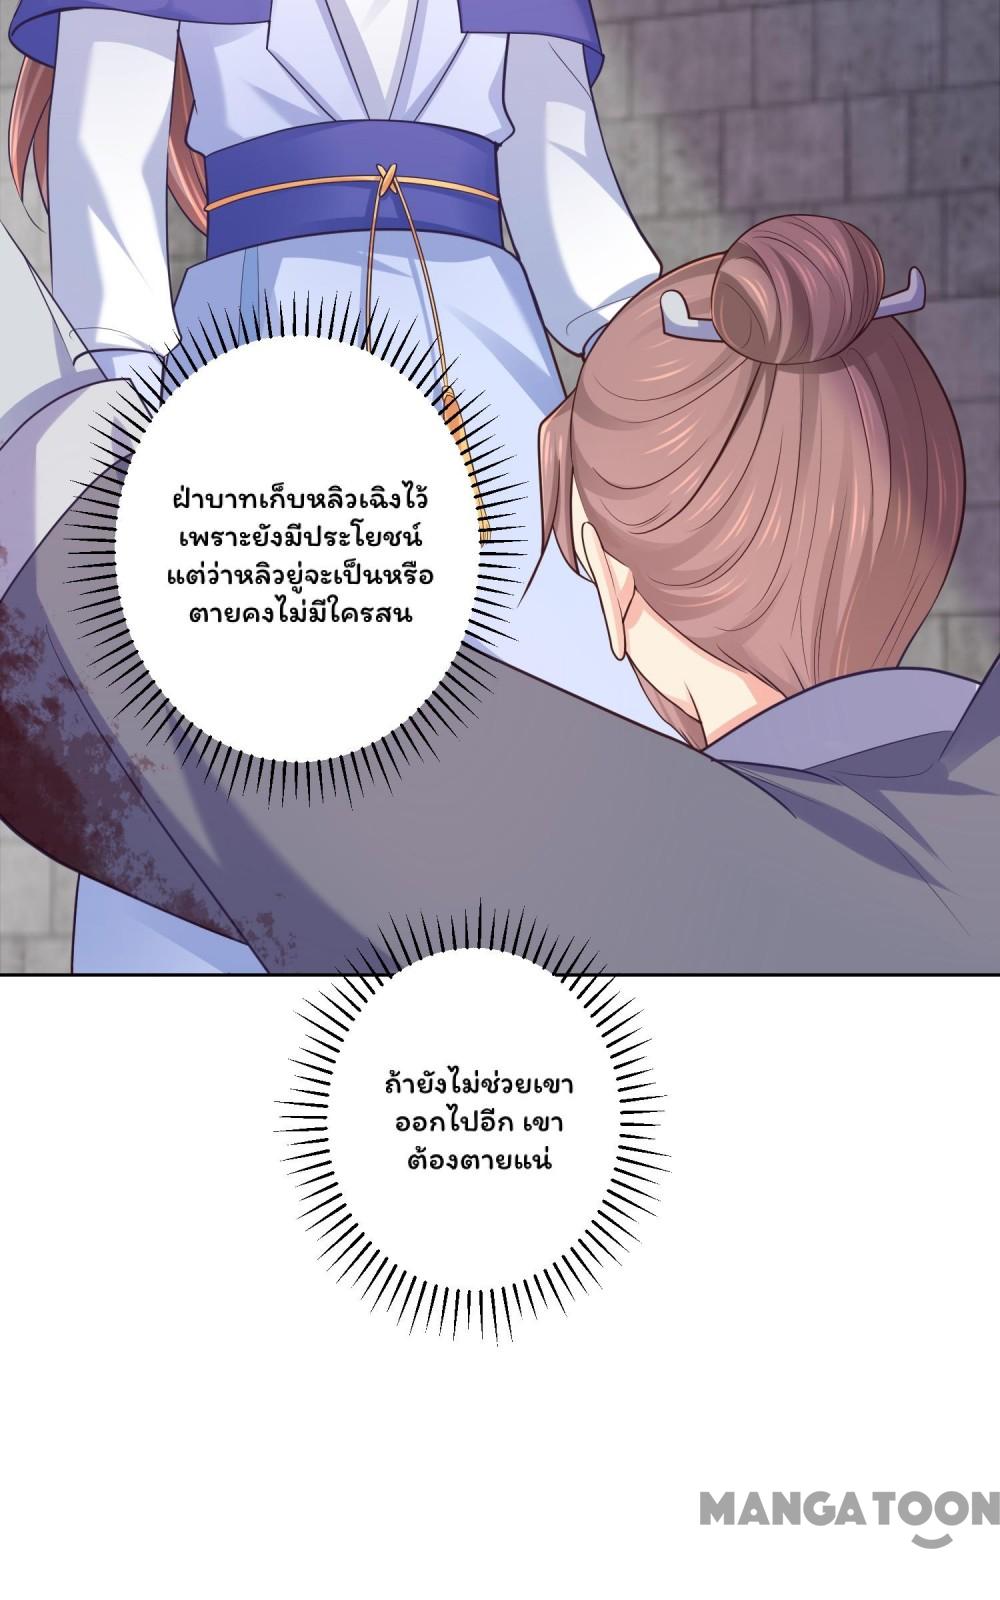 ฝ่าบาทเก็บหลิวเฉิงไว้
เพราะยังมีประโยชน์
แต่ว่าหลิวยู่จะเป็นหรือ
ตายคงไม่มีใครสน
ถ้ายังไม่ช่วยเขา
ออกไปอีก เขา
ต้องตายแน่
MANGATOON